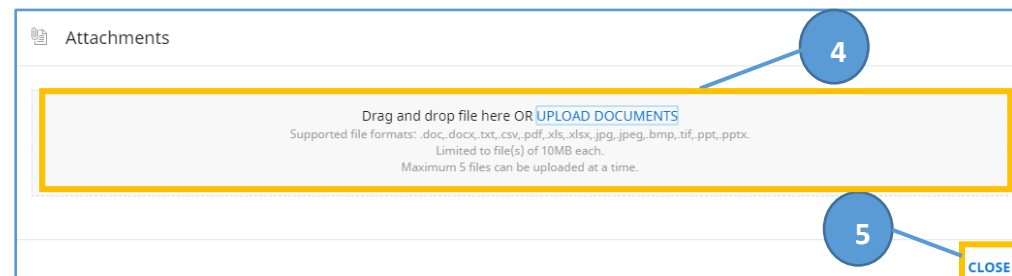 Attachments
4
Drag and drop file here OR UPLOAD DOCUMENTS
Supported file formats: .doc,.docx,.txt,.csv,.pdf,.xls,.xlsx,.jpg,.jpeg,.bmp,.tif,.ppt,.pptx.
Limited to file(s) of 10MB each.
Maximum 5 files can be uploaded at a time.
5
CLOSE